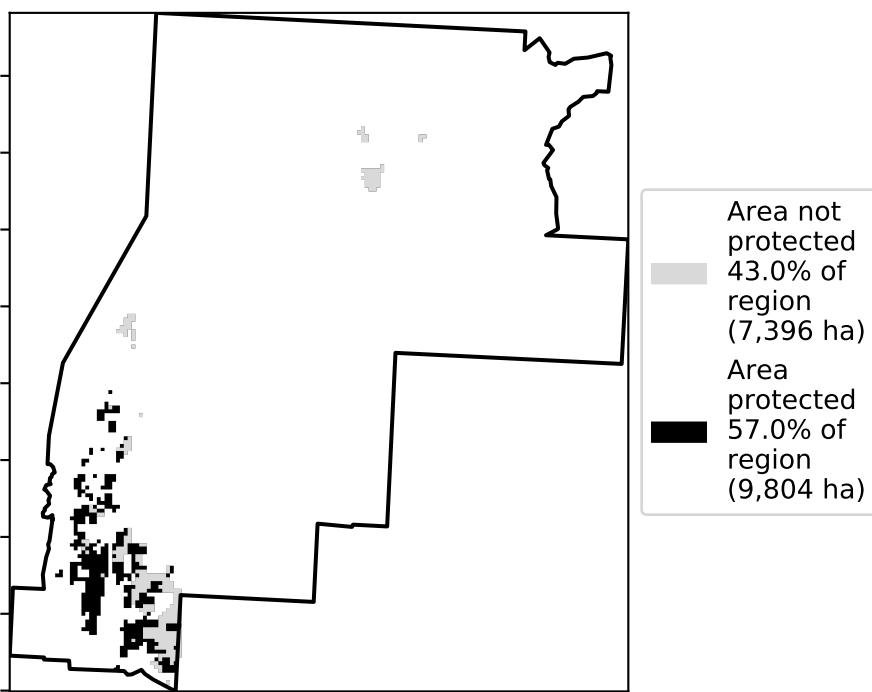 Area not
protected
43.0% of
region
(7,396 ha)
Area
protected
57.0% of
region
(9,804 ha)